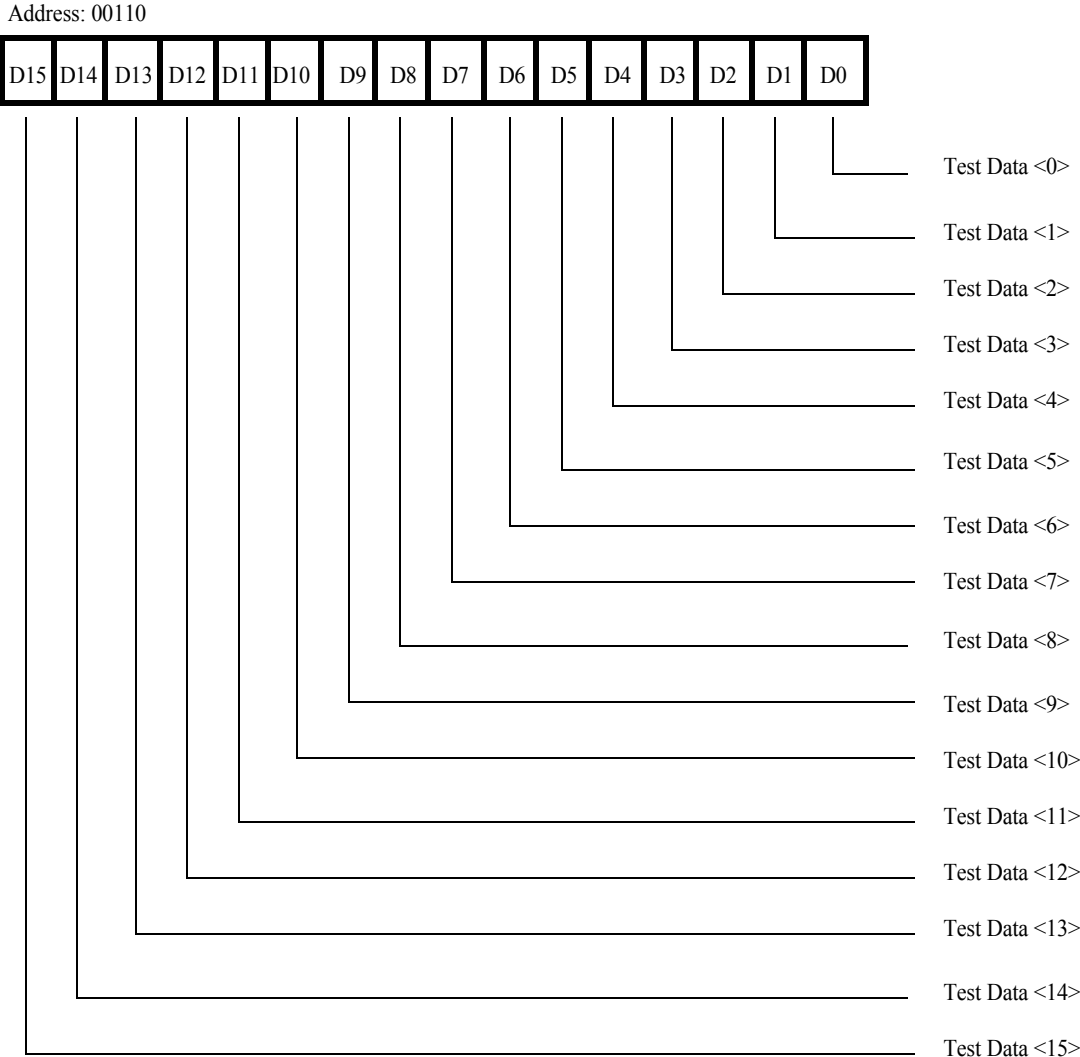 Address: 00110
D15 D14 D13 D12 D11 D10 D9 D8 D7 D6 D5 D4 D3 D2 D1 D0
Test Data <0>
Test Data <1>
Test Data <2>
Test Data <3>
Test Data <4>
Test Data <5>
Test Data <6>
Test Data <7>
Test Data <8>
Test Data <9>
Test Data <10>
Test Data <11>
Test Data <12>
Test Data <13>
Test Data <14>
Test Data <15>